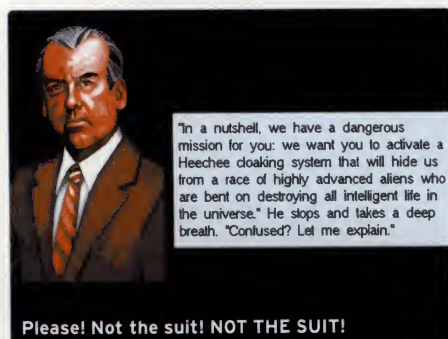 "In a nutshell, we have a dangerous
mission for you: we want you to activate a
Heechee cloaking system that will hide us
from a race of highly advanced aliens who
are bent on destroying all intelligent life in
the universe." He stops and takes a deep
breath. "Confused? Let me explain."
Please! Not the suit! NOT THE SUIT!